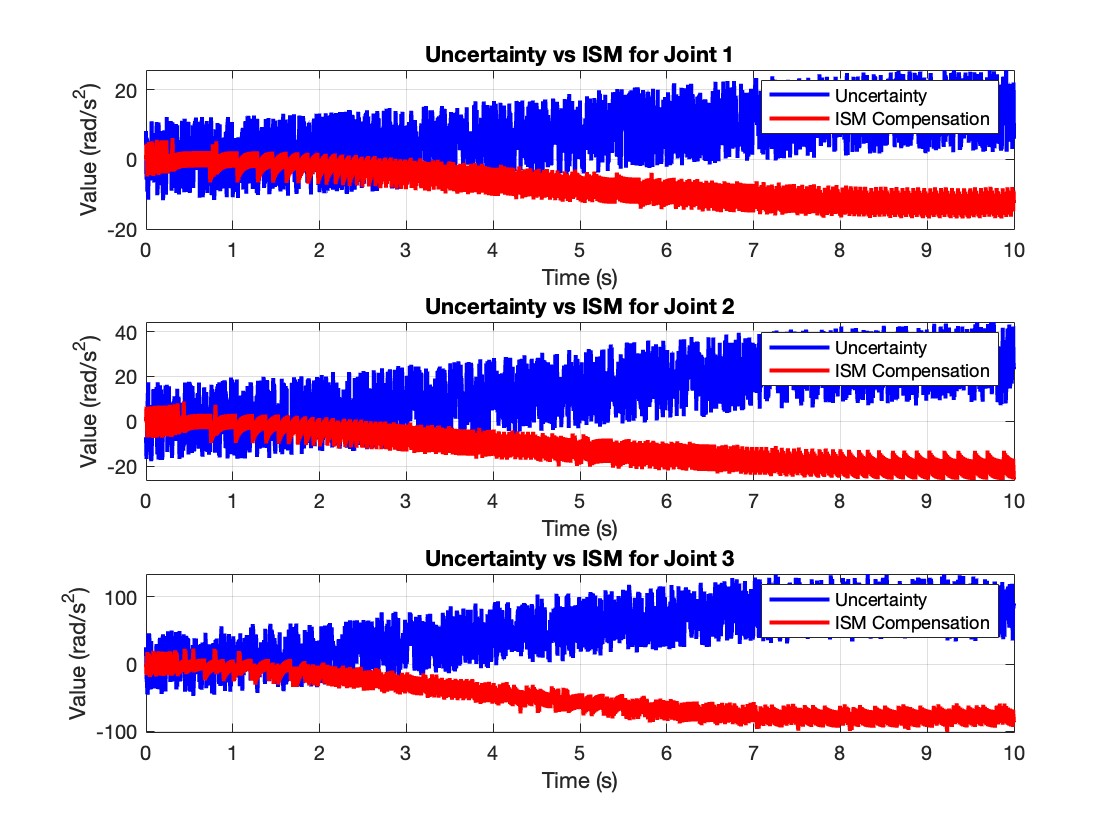 Uncertainty vs ISM for Joint 1
Value (rad/s²)
20
0
-20
Uncertainty
ISM Compensation
0 1 2 3 4 5 6 7 8 9 10
Time (s)
Uncertainty vs ISM for Joint 2
Value (rad/s²)
40
20
0
-20
Uncertainty
ISM Compensation
0 1 2 3 4 5 6 7 8 9 10
Time (s)
Uncertainty vs ISM for Joint 3
Value (rad/s²)
100
0
-100
Uncertainty
ISM Compensation
0 1 2 3 4 5 6 7 8 9 10
Time (s)